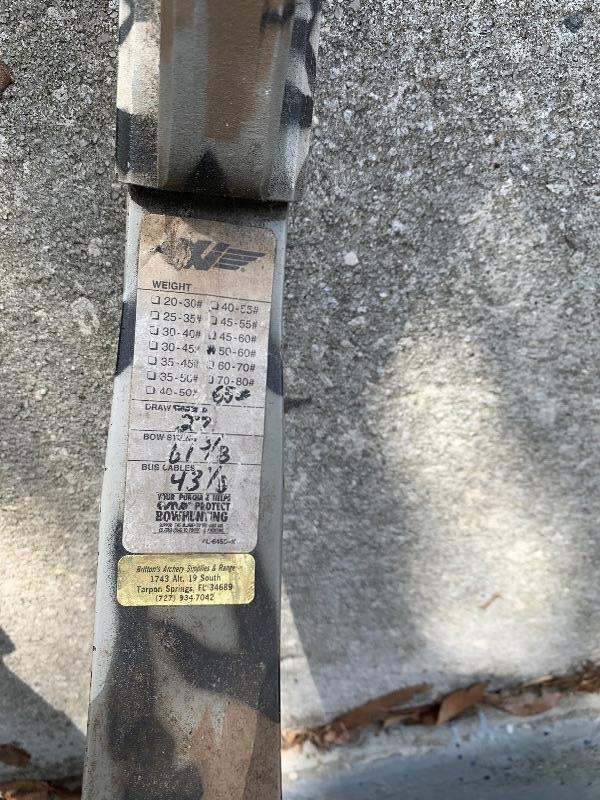 WEIGHT
20-30# 40-55#
25-35# 45-55#
30-40# 45-60#
30-45# 50-60#
35-45# 60-70#
35-50# 70-80#
40-50# 65#
DRAW
BOW
61
BUS CABLES
43 1/8
YOUR PURCHASE HELPS
PROTECT
BOWHUNTING
Britton's Archery Supplies & Range
1743 Alt. 19 South
Tarpon Springs, FL 34689
(727) 934-7042